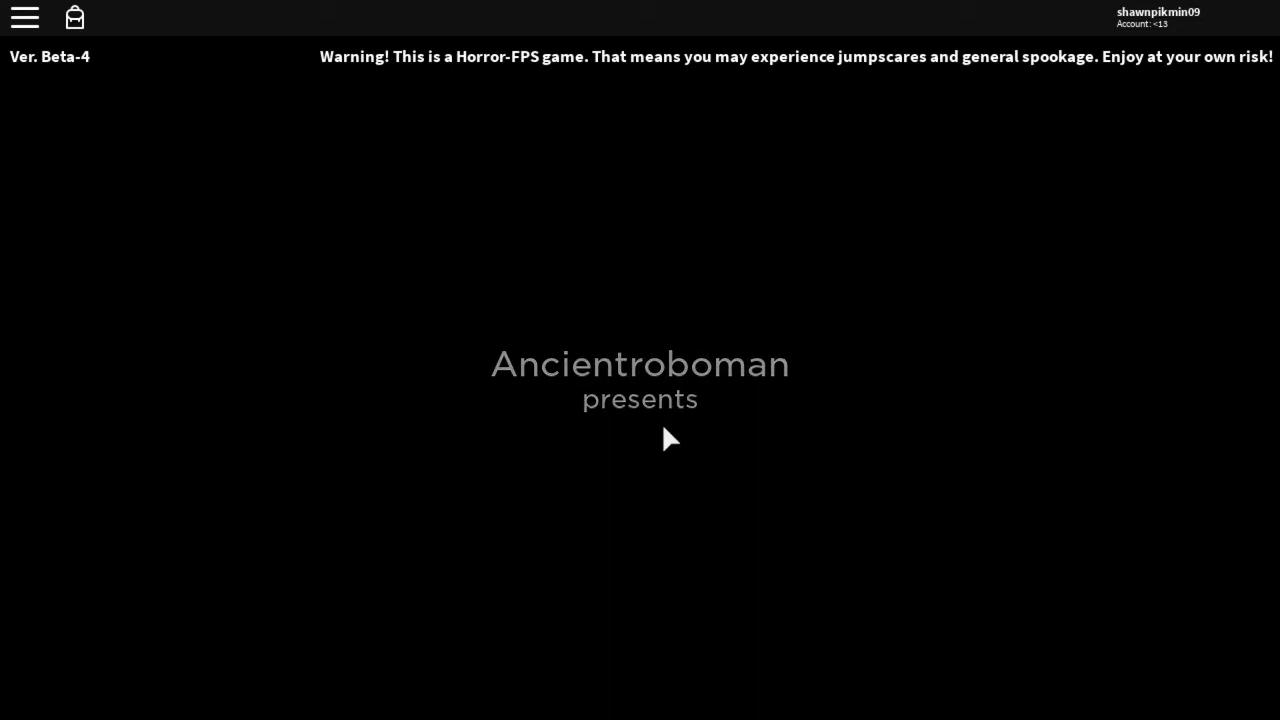 shawnpikmin09
Account: <13
Ver. Beta-4
Warning! This is a Horror-FPS game. That means you may experience jumpscares and general spookage. Enjoy at your own risk!
Ancientroboman
presents